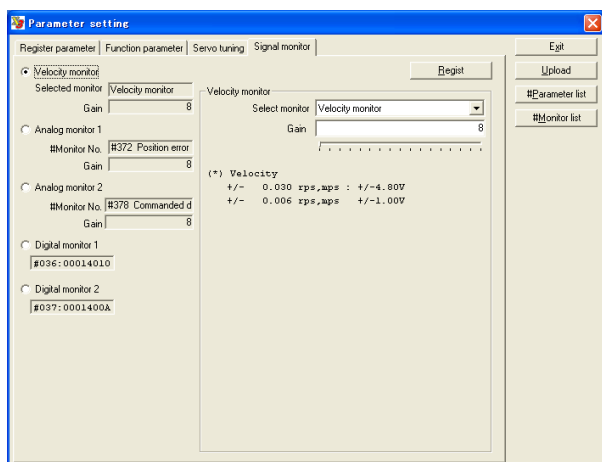 Parameter setting
Register parameter Function parameter Servo tuning Signal monitor
Exit
Upload
#Parameter list
#Monitor list
Velocity monitor
Selected monitor Velocity monitor
Gain 8
Analog monitor 1
#Monitor No. #372 Position error
Gain 8
Analog monitor 2
#Monitor No. #378 Commanded d
Gain 8
Digital monitor 1
#036:00014010
Digital monitor 2
#037:0001400A
Regist
Velocity monitor
Select monitor Velocity monitor
Gain 8
(*) Velocity
+/- 0.030 rps,mps : +/-4.80V
+/- 0.006 rps,mps +/-1.00V